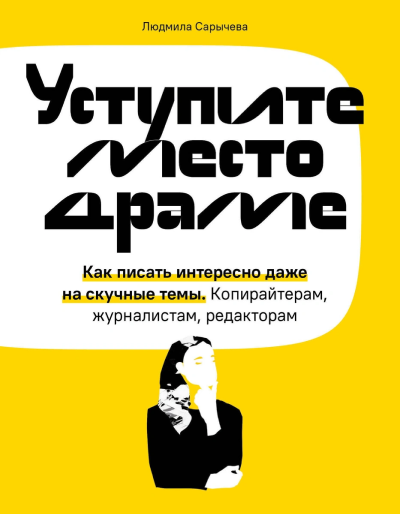 Людмила Сарычева
Уступите
место
драме
Как писать интересно даже
на скучные темы. Копирайтерам,
журналистам, редакторам